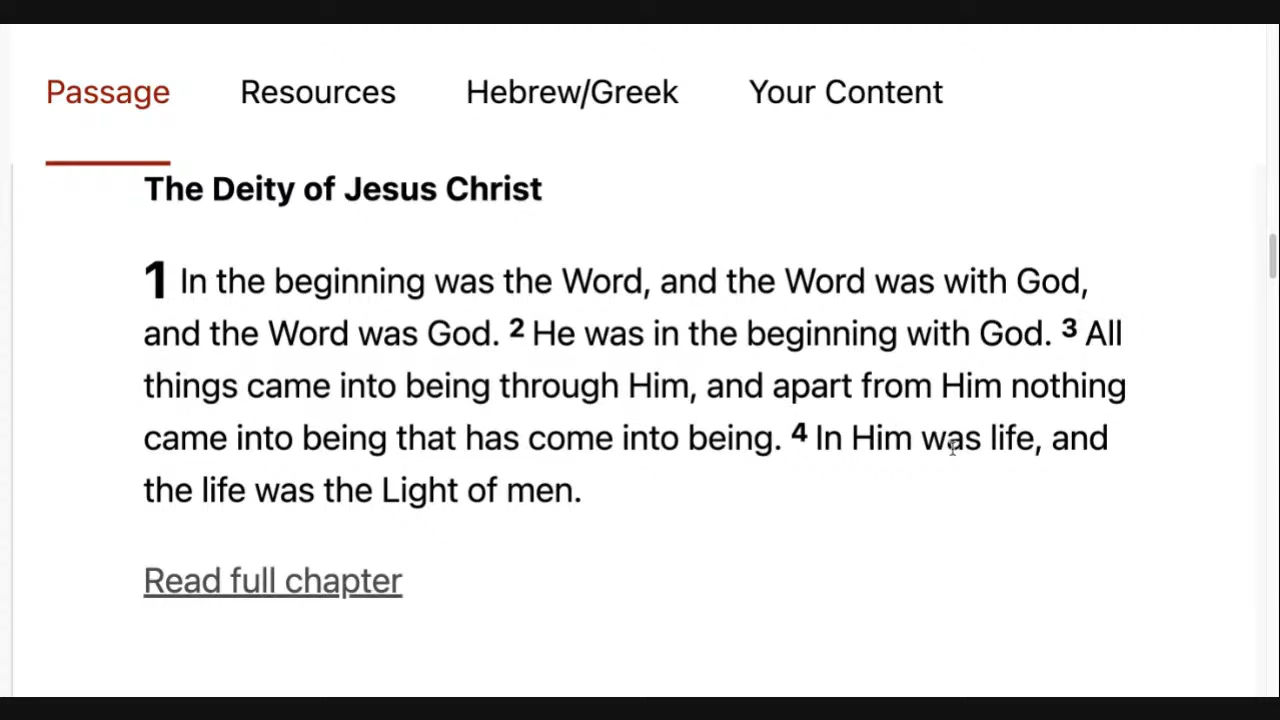 Passage Resources Hebrew/Greek Your Content
The Deity of Jesus Christ
1 In the beginning was the Word, and the Word was with God,
and the Word was God. 2 He was in the beginning with God. 3 All
things came into being through Him, and apart from Him nothing
came into being that has come into being. 4 In Him was life, and
the life was the Light of men.
Read full chapter